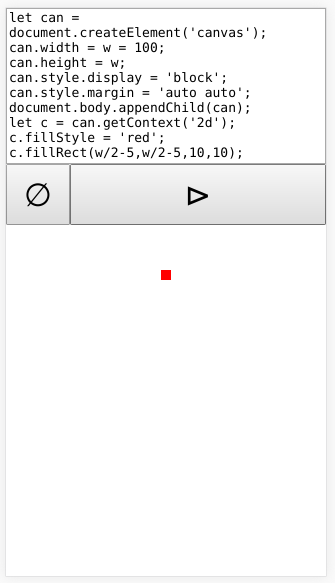 let can =
document.createElement('canvas');
can.width = w = 100;
can.height = w;
can.style.display = 'block';
can.style.margin = 'auto auto';
document.body.appendChild(can);
let c = can.getContext('2d');
c.fillStyle = 'red';
c.fillRect(w/2-5,w/2-5,10,10);
∅ ⊳